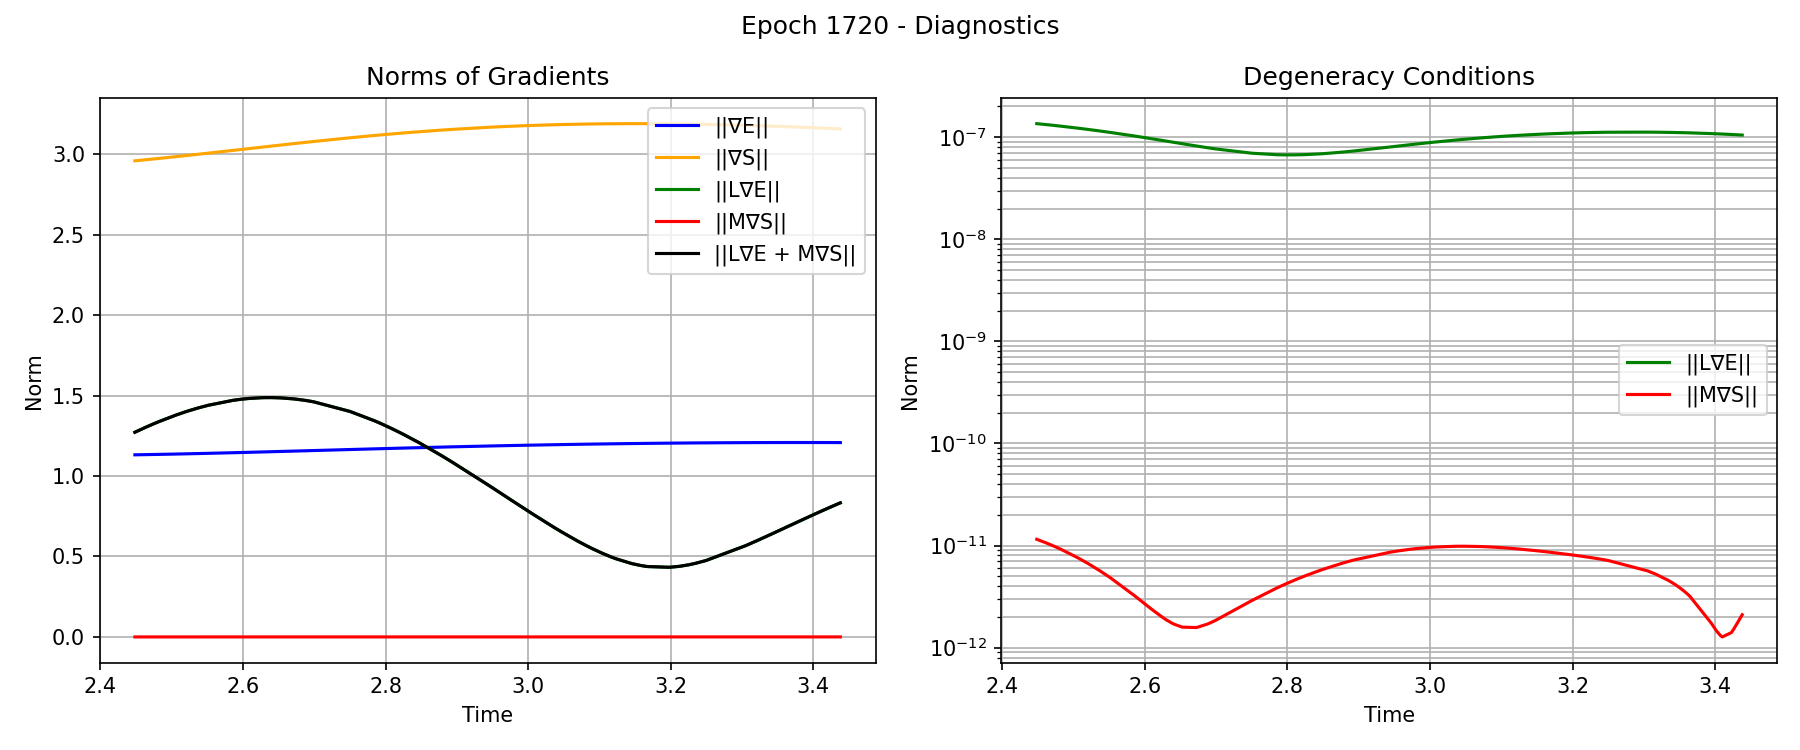 Epoch 1720 - Diagnostics
Norms of Gradients
||∇E||
||∇S||
||L∇E||
||M∇S||
||L∇E + M∇S||
3.0
2.5
2.0
1.5
1.0
0.5
0.0
Norm
2.4 2.6 2.8 3.0 3.2 3.4
Time
Degeneracy Conditions
10⁻⁷
10⁻⁸
10⁻⁹
10⁻¹⁰
10⁻¹¹
10⁻¹²
Norm
||L∇E||
||M∇S||
2.4 2.6 2.8 3.0 3.2 3.4
Time